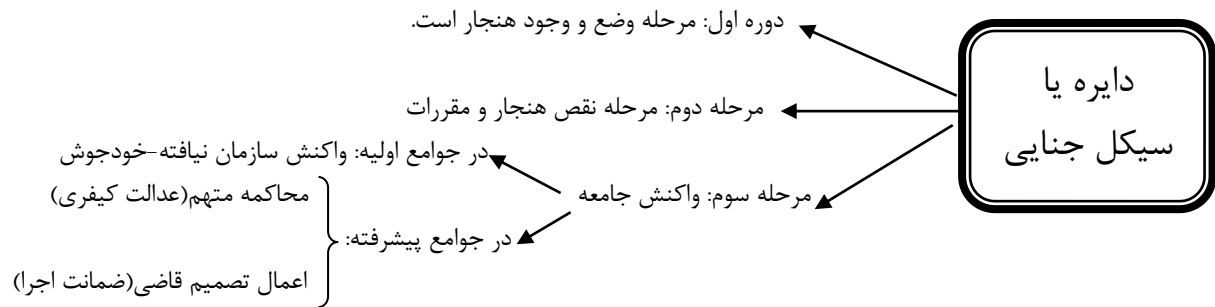 دایره یا
سیکل جنایی
دوره اول: مرحله وضع و وجود هنجار است.
مرحله دوم: مرحله نقص هنجار و مقررات
مرحله سوم: واکنش جامعه
در جوامع اولیه: واکنش سازمان نیافته-خودجوش
در جوامع پیشرفته:
محاکمه متهم(عدالت کیفری)
اعمال تصمیم قاضی(ضمانت اجرا)